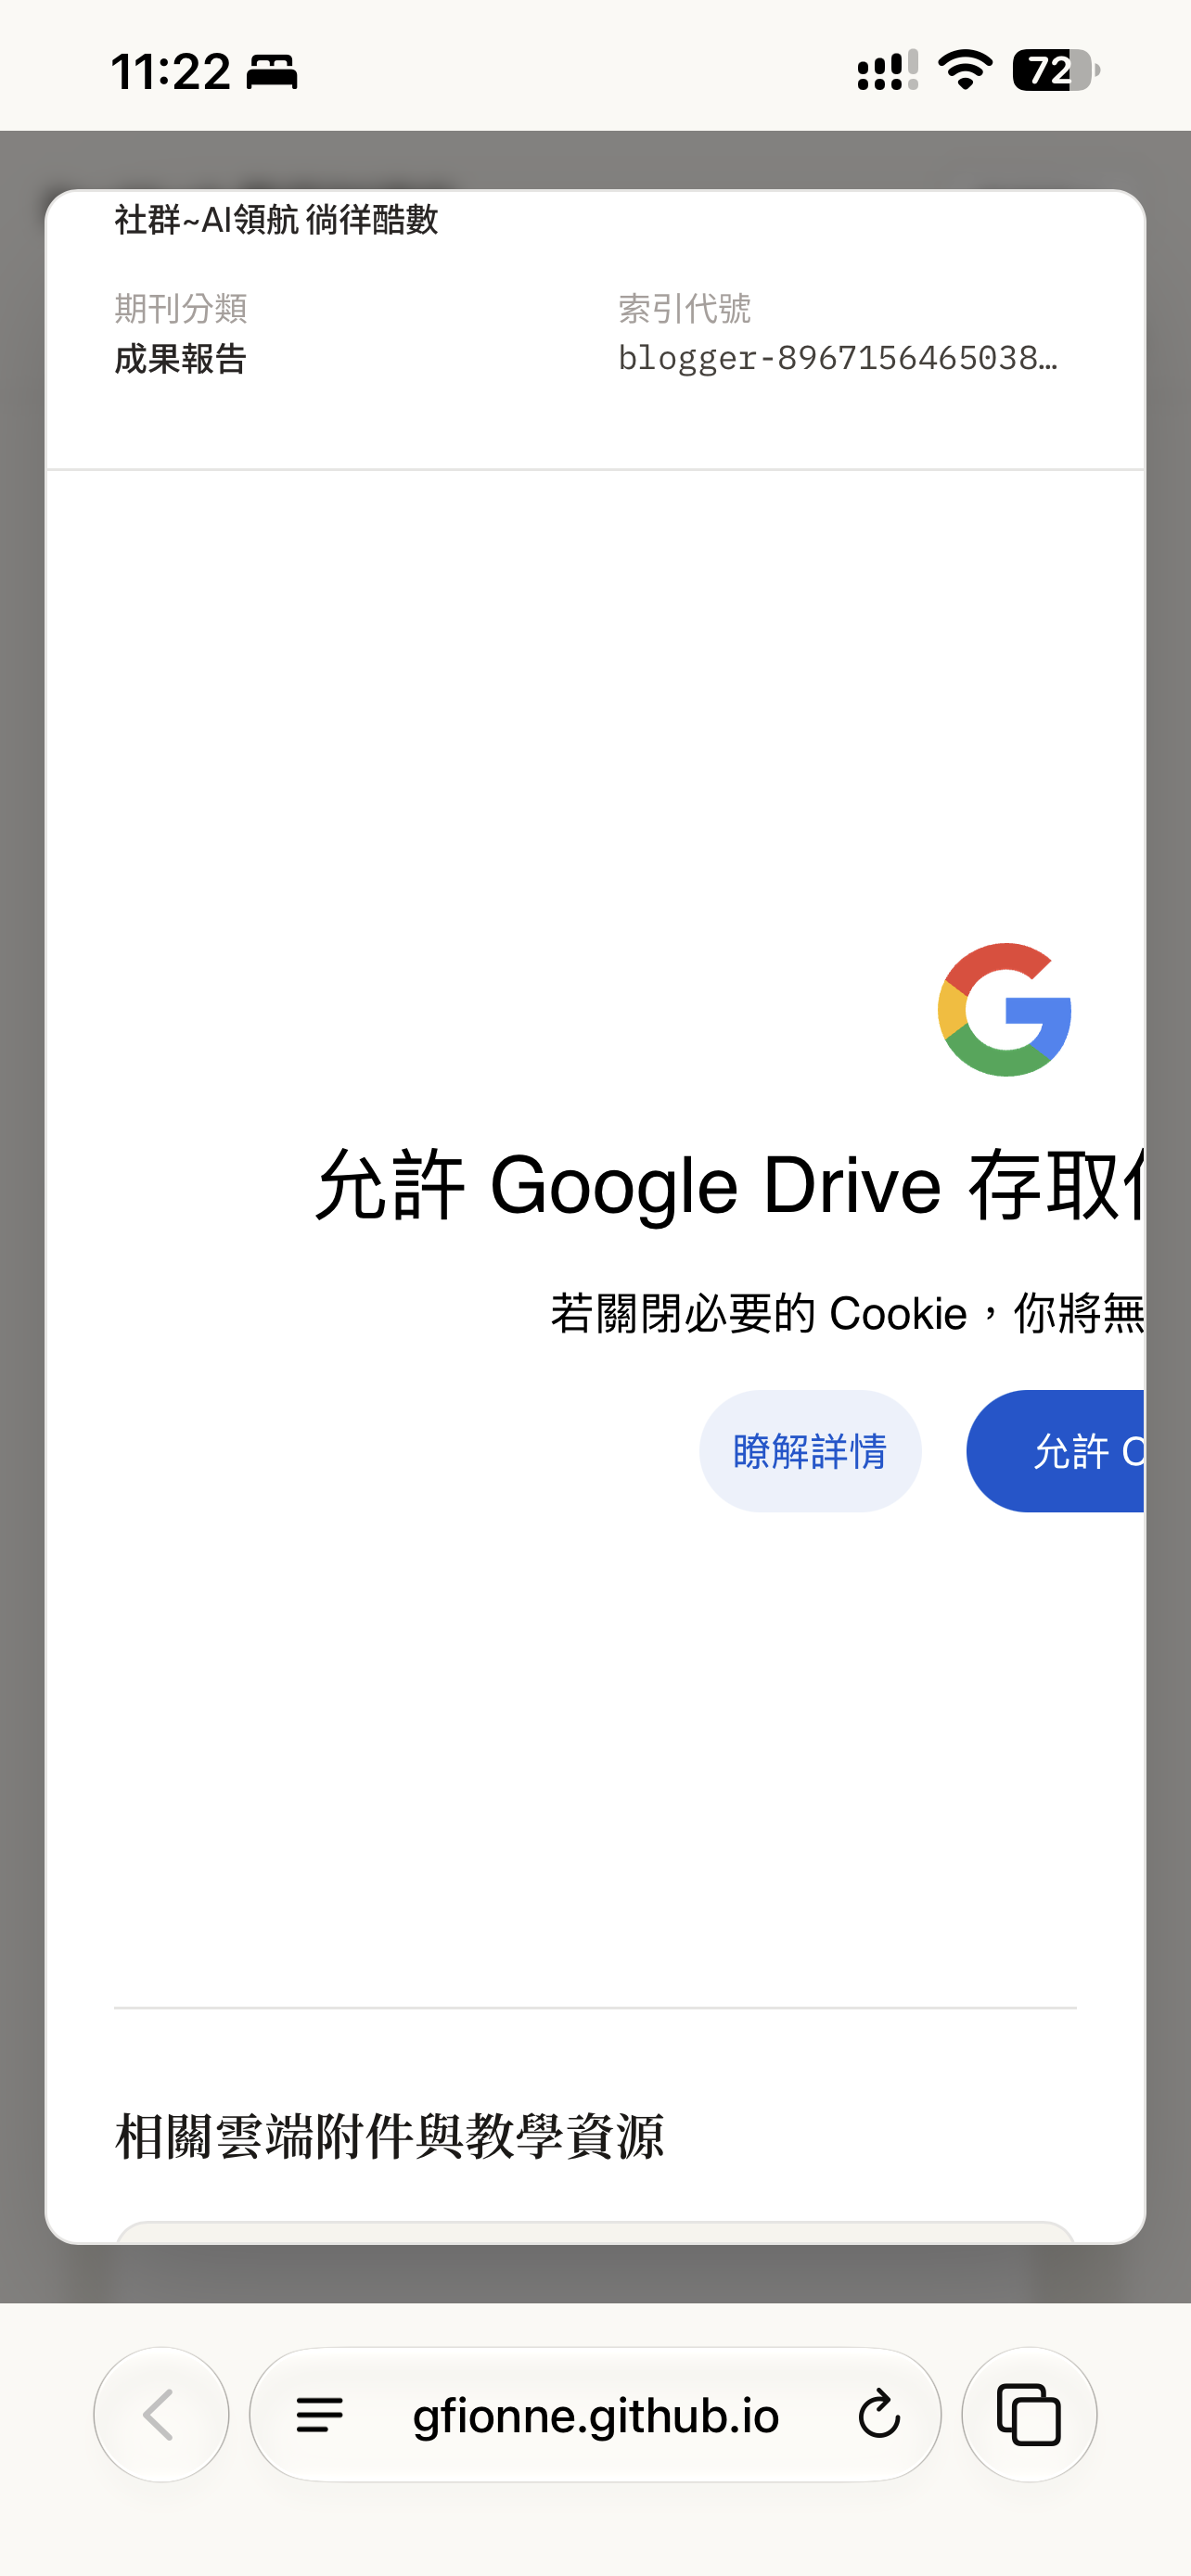 11:22
72
社群~AI領航 徜徉酷數
期刊分類
索引代號
成果報告
blogger-8967156465038…
允許 Google Drive 存取
若關閉必要的 Cookie，你將無
瞭解詳情
允許 C
相關雲端附件與教學資源
gfionne.github.io